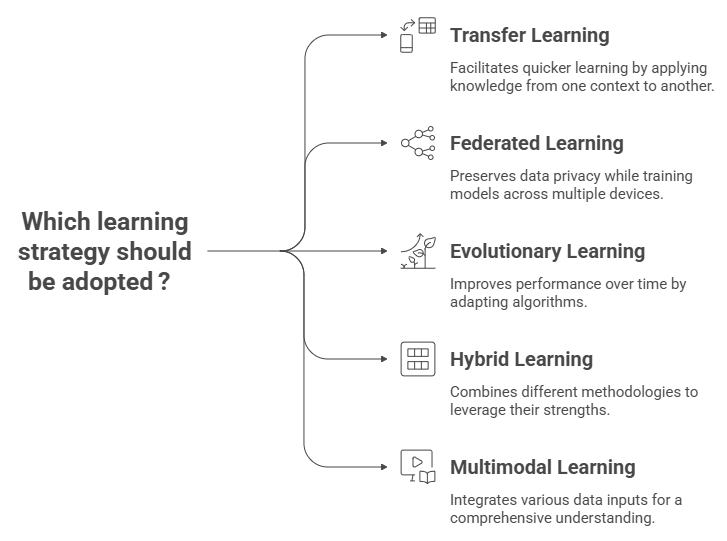 Which learning
strategy should
be adopted ?
Transfer Learning
Facilitates quicker learning by applying
knowledge from one context to another.
Federated Learning
Preserves data privacy while training
models across multiple devices.
Evolutionary Learning
Improves performance over time by
adapting algorithms.
Hybrid Learning
Combines different methodologies to
leverage their strengths.
Multimodal Learning
Integrates various data inputs for a
comprehensive understanding.